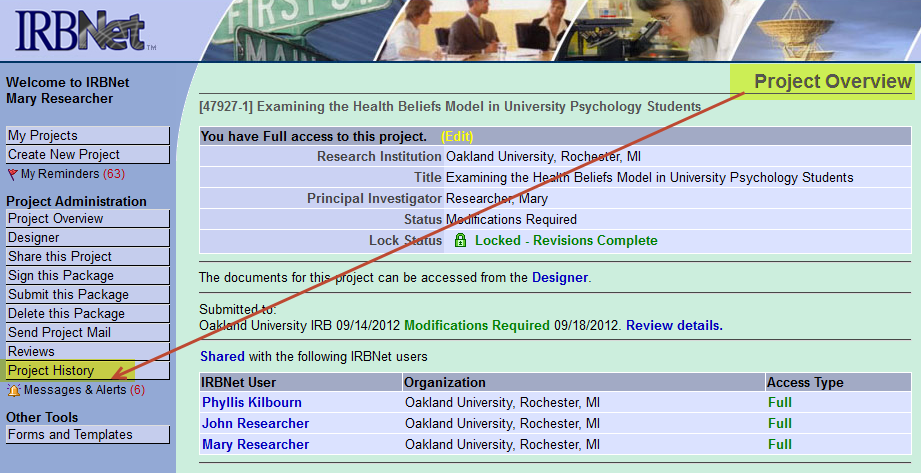 IRBNet™
FIRST ST
MAIN
Welcome to IRBNet
Mary Researcher
My Projects
Create New Project
My Reminders (63)
Project Administration
Project Overview
Designer
Share this Project
Sign this Package
Submit this Package
Delete this Package
Send Project Mail
Reviews
Project History
Messages & Alerts (6)
Other Tools
Forms and Templates
Project Overview
[47927-1] Examining the Health Beliefs Model in University Psychology Students
You have Full access to this project. (Edit)
Research Institution Oakland University, Rochester, MI
Title Examining the Health Beliefs Model in University Psychology Students
Principal Investigator Researcher, Mary
Status Modifications Required
Lock Status Locked - Revisions Complete
The documents for this project can be accessed from the Designer.
Submitted to:
Oakland University IRB 09/14/2012 Modifications Required 09/18/2012. Review details.
Shared with the following IRBNet users
IRBNet User Organization Access Type
Phyllis Kilbourn Oakland University, Rochester, MI Full
John Researcher Oakland University, Rochester, MI Full
Mary Researcher Oakland University, Rochester, MI Full